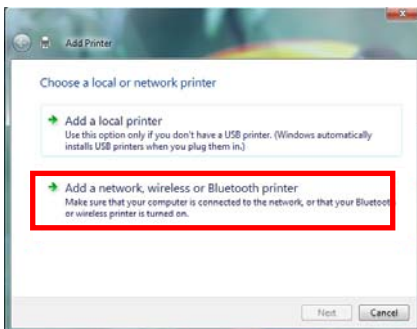 Add Printer
Choose a local or network printer
Add a local printer
Use this option only if you don't have a USB printer. (Windows automatically
installs USB printers when you plug them in.)
Add a network, wireless or Bluetooth printer
Make sure that your computer is connected to the network, or that your Bluetooth
or wireless printer is turned on.
Next
Cancel